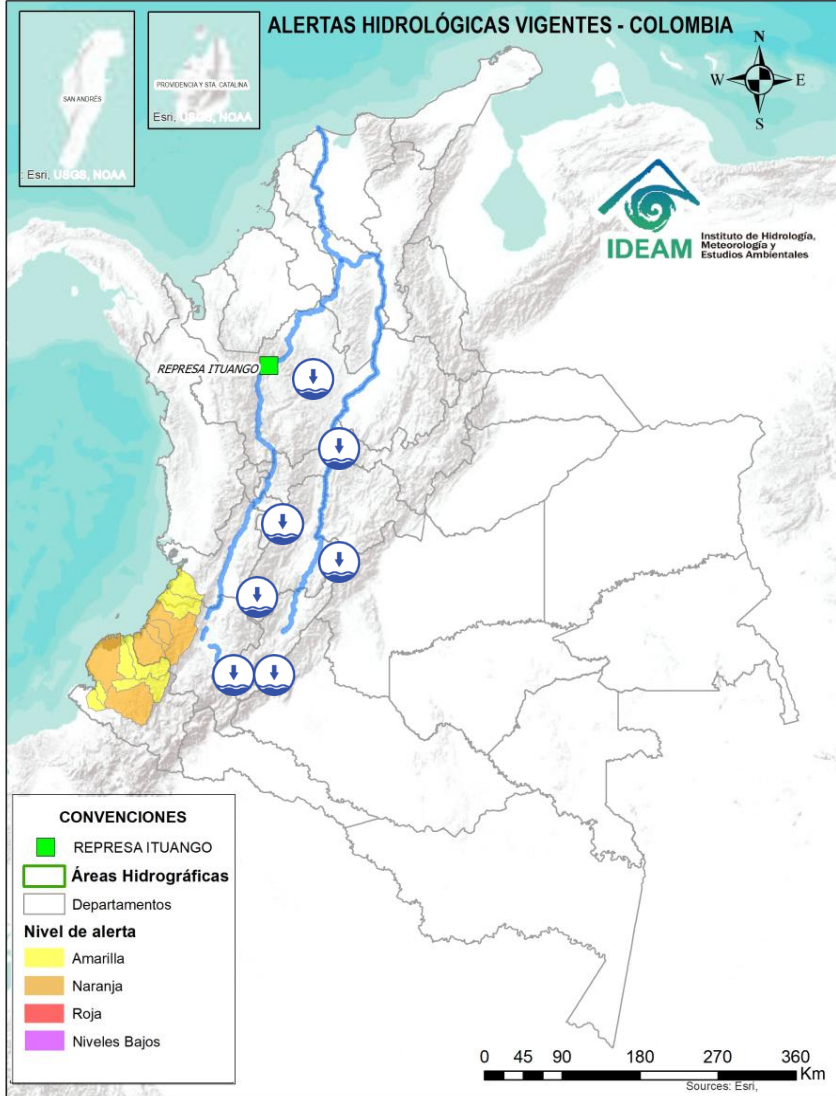 ALERTAS HIDROLÓGICAS VIGENTES - COLOMBIA
SAN ANDRÉS
Esri, USGS, NOAA
PROVIDENCIA Y STA. CATALINA
Esri, USGS, NOAA
N
W
E
S
IDEAM
Instituto de Hidrología,
Meteorología y
Estudios Ambientales
REPRESA ITUANGO
CONVENCIONES
REPRESA ITUANGO
Áreas Hidrográficas
Departamentos
Nivel de alerta
Amarilla
Naranja
Roja
Niveles Bajos
0 45 90 180 270 360
Km
Sources: Esri,